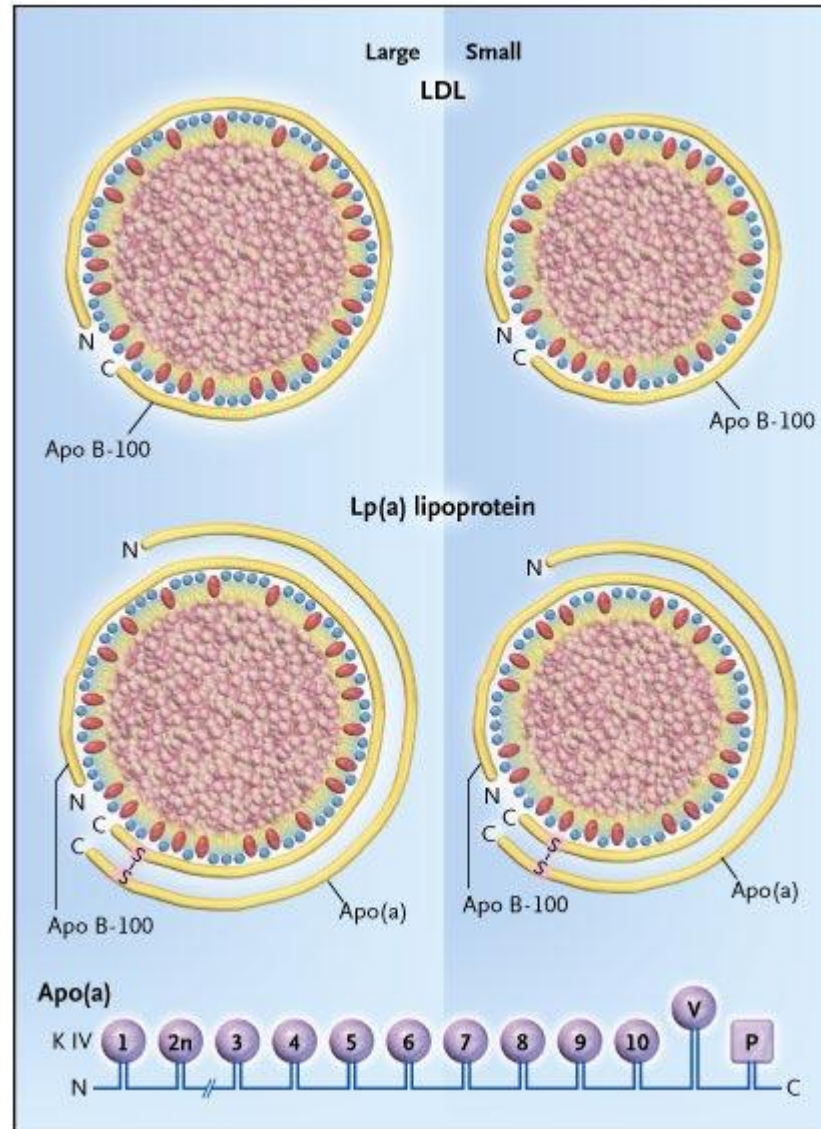 Large Small
LDL
N
C
Apo B-100
N
C
Apo B-100
Lp(a) lipoprotein
N
N
C
C
S-S
Apo B-100
Apo(a)
N
N
C
C
S-S
Apo B-100
Apo(a)
Apo(a)
K IV 1 2n 3 4 5 6 7 8 9 10 V P
N // C